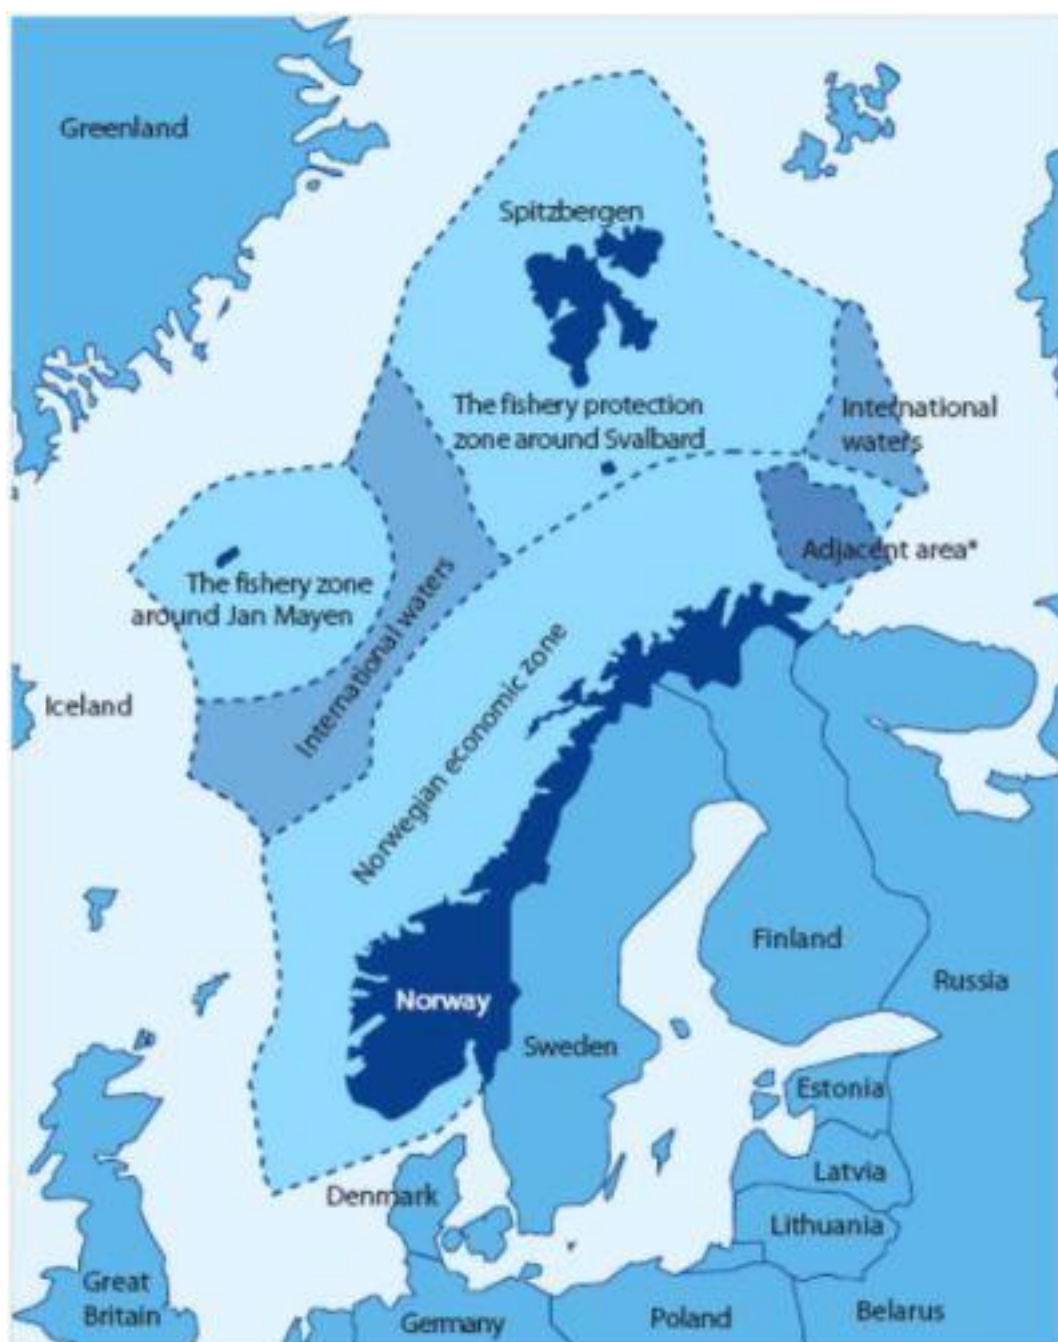 Greenland
Spitzbergen
The fishery protection
zone around Svalbard
International
waters
Adjacent area*
The fishery zone
around Jan Mayen
International waters
Iceland
Norwegian economic zone
Norway
Finland
Russia
Sweden
Estonia
Latvia
Denmark
Lithuania
Great
Britain
Germany
Poland
Belarus